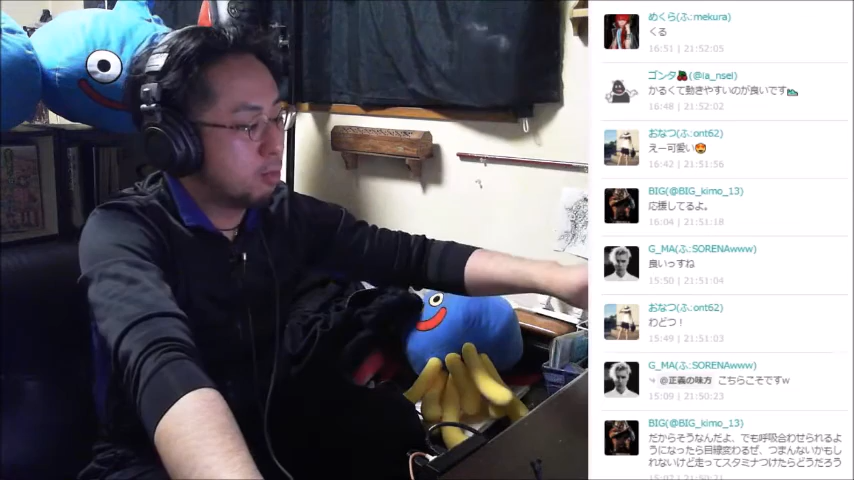 めくら(ふ:mekura)
くる
16:51 | 21:52:05
ゴンタ🍒(@ia_nsei)
かるくて動きやすいのが良いです👟
16:48 | 21:52:02
おなつ(ふ:ont62)
えー可愛い😍
16:42 | 21:51:56
BIG(@BIG_kimo_13)
応援してるよ。
16:04 | 21:51:18
G_MA(ふ:SORENAwww)
良いっすね
15:50 | 21:51:04
おなつ(ふ:ont62)
わどつ！
15:49 | 21:51:03
G_MA(ふ:SORENAwww)
↪ @正義の味方 こちらこそですw
15:09 | 21:50:23
BIG(@BIG_kimo_13)
だからそうなんだよ、でも呼吸合わせられるよ
うになったら目線変わるぜ、つまんないかもし
れないけど走ってスタミナつけたらどうだろう
15:07 | 21:50:21